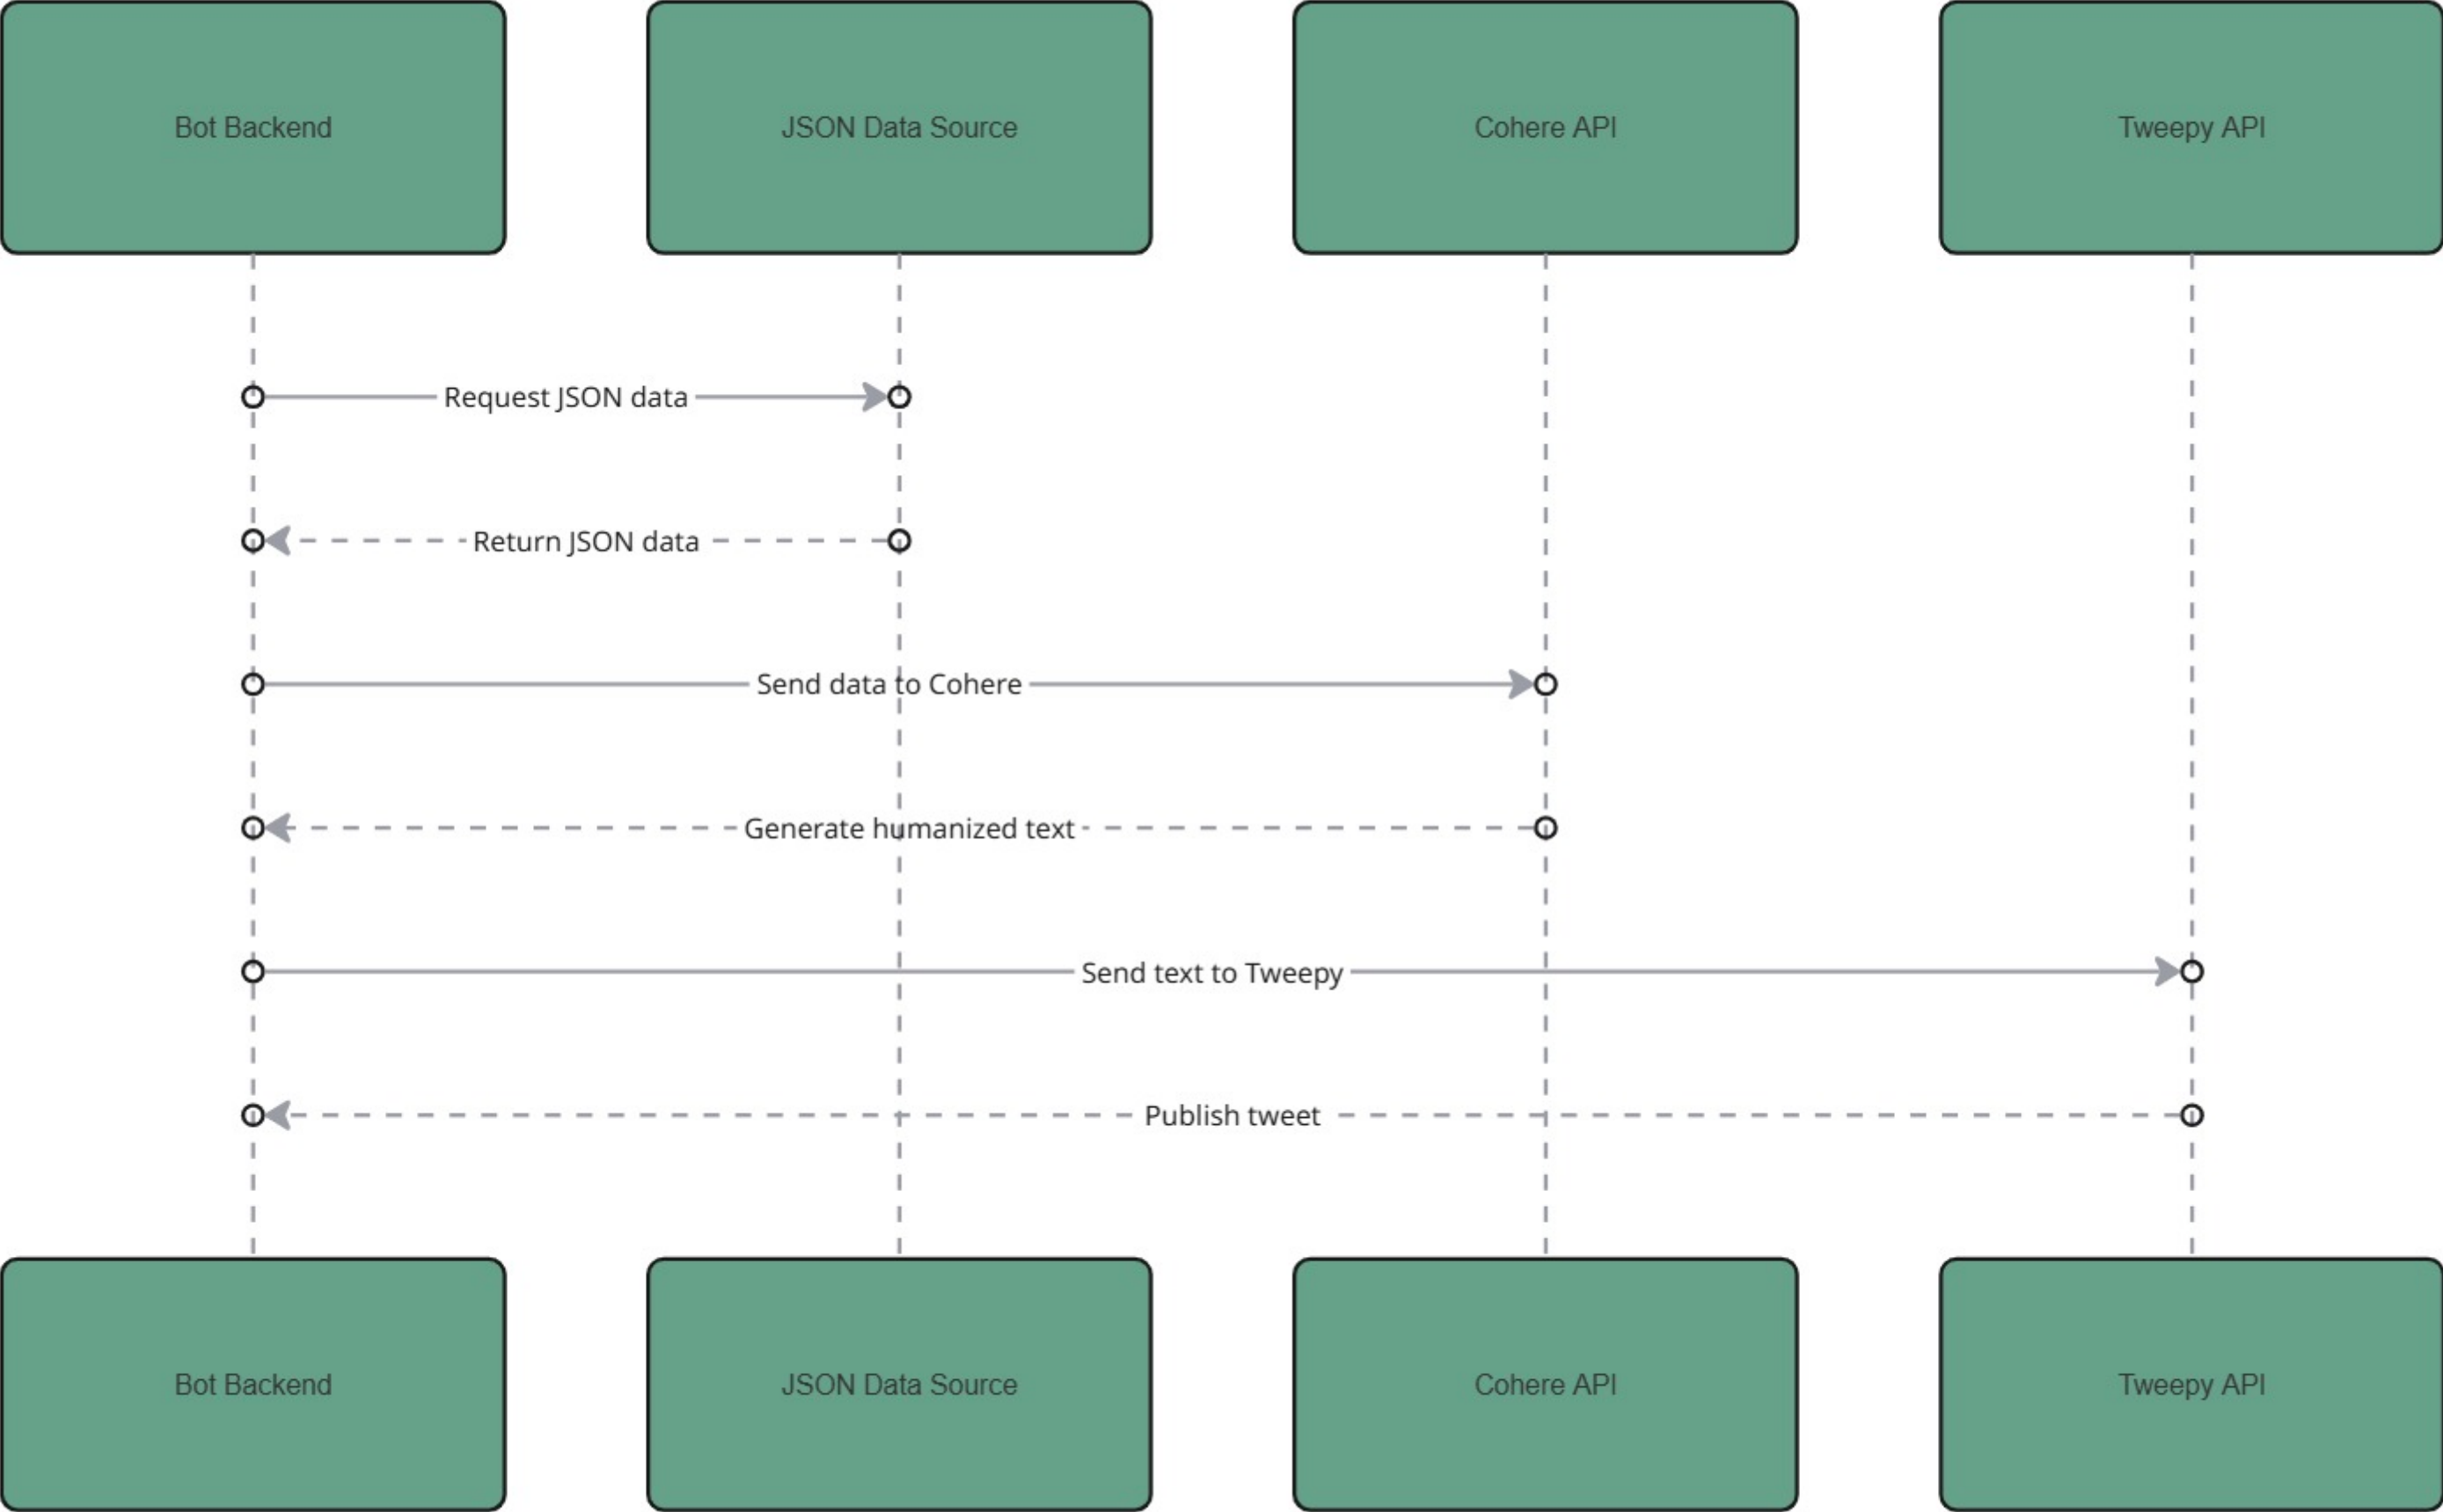 Bot Backend
JSON Data Source
Cohere API
Tweepy API
Request JSON data
Return JSON data
Send data to Cohere
Generate humanized text
Send text to Tweepy
Publish tweet
Bot Backend
JSON Data Source
Cohere API
Tweepy API